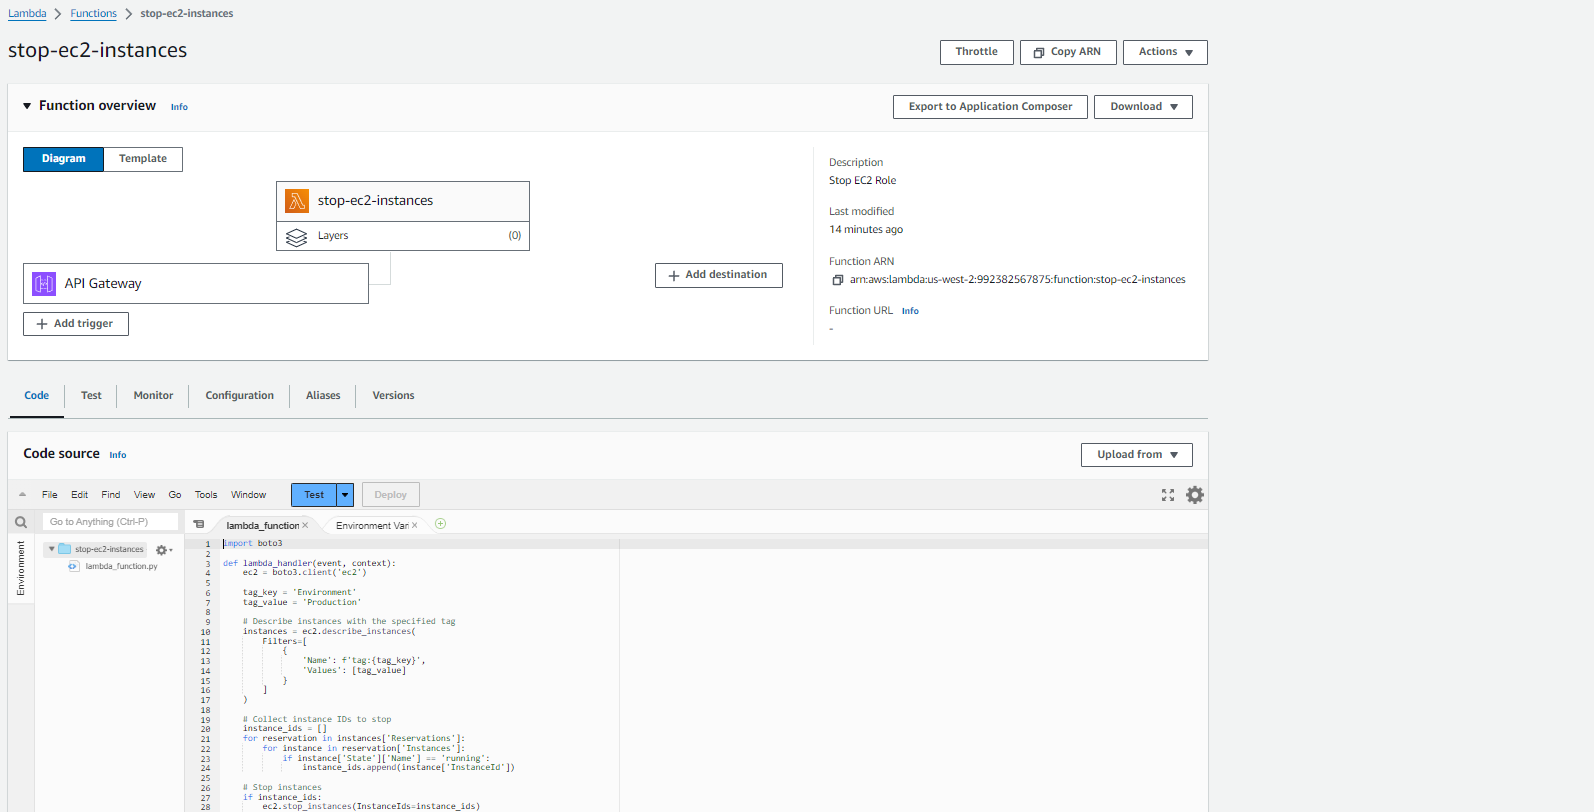 Lambda > Functions > stop-ec2-instances
stop-ec2-instances
Throttle
Copy ARN
Actions
Function overview Info
Export to Application Composer
Download
Diagram
Template
stop-ec2-instances
Layers
(0)
API Gateway
+ Add trigger
+ Add destination
Description
Stop EC2 Role
Last modified
14 minutes ago
Function ARN
arn:aws:lambda:us-west-2:992382567875:function:stop-ec2-instances
Function URL Info
-
Code
Test
Monitor
Configuration
Aliases
Versions
Code source Info
Upload from
File Edit Find View Go Tools Window
Test
Deploy
Go to Anything (Ctrl-P)
Environment
stop-ec2-instances
lambda_function.py
lambda_function ×
Environment Vari ×
1 import boto3
2
3 def lambda_handler(event, context):
4     ec2 = boto3.client('ec2')
5
6     tag_key = 'Environment'
7     tag_value = 'Production'
8
9     # Describe instances with the specified tag
10     instances = ec2.describe_instances(
11         Filters=[
12             {
13                 'Name': f'tag:{tag_key}',
14                 'Values': [tag_value]
15             }
16         ]
17     )
18
19     # Collect instance IDs to stop
20     instance_ids = []
21     for reservation in instances['Reservations']:
22         for instance in reservation['Instances']:
23             if instance['State']['Name'] == 'running':
24                 instance_ids.append(instance['InstanceId'])
25
26     # Stop instances
27     if instance_ids:
28         ec2.stop_instances(InstanceIds=instance_ids)